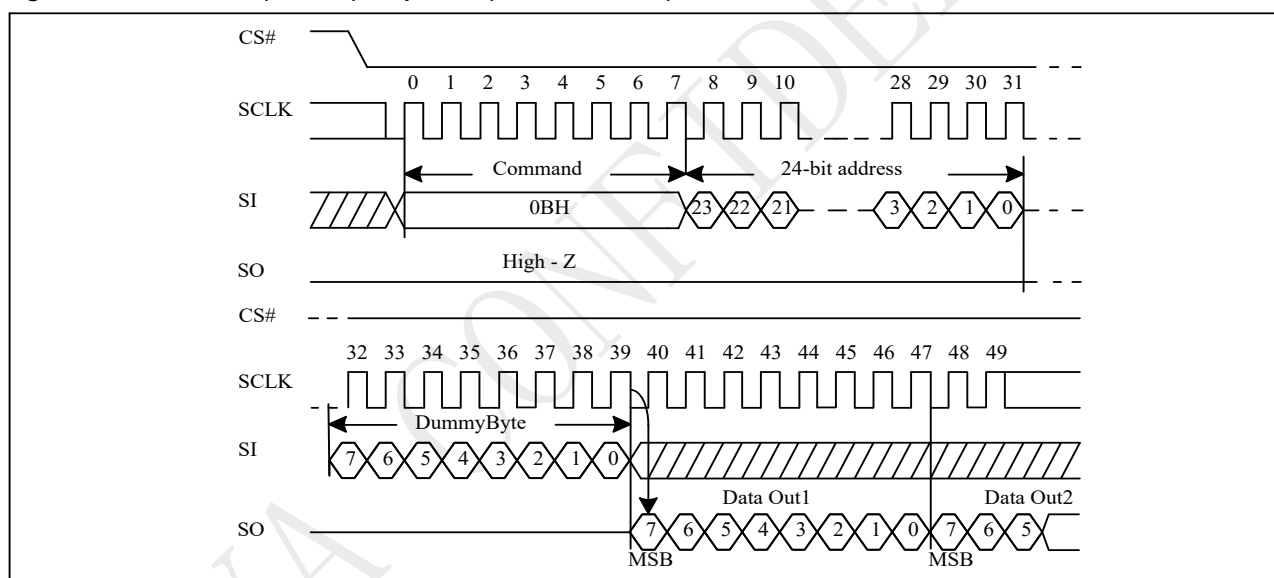 CS#
0 1 2 3 4 5 6 7 8 9 10 28 29 30 31
SCLK
Command 24-bit address
SI 0BH 23 22 21 3 2 1 0
High - Z
SO
CS#
32 33 34 35 36 37 38 39 40 41 42 43 44 45 46 47 48 49
SCLK
DummyByte
SI 7 6 5 4 3 2 1 0
Data Out1 Data Out2
SO 7 6 5 4 3 2 1 0 7 6 5
MSB MSB